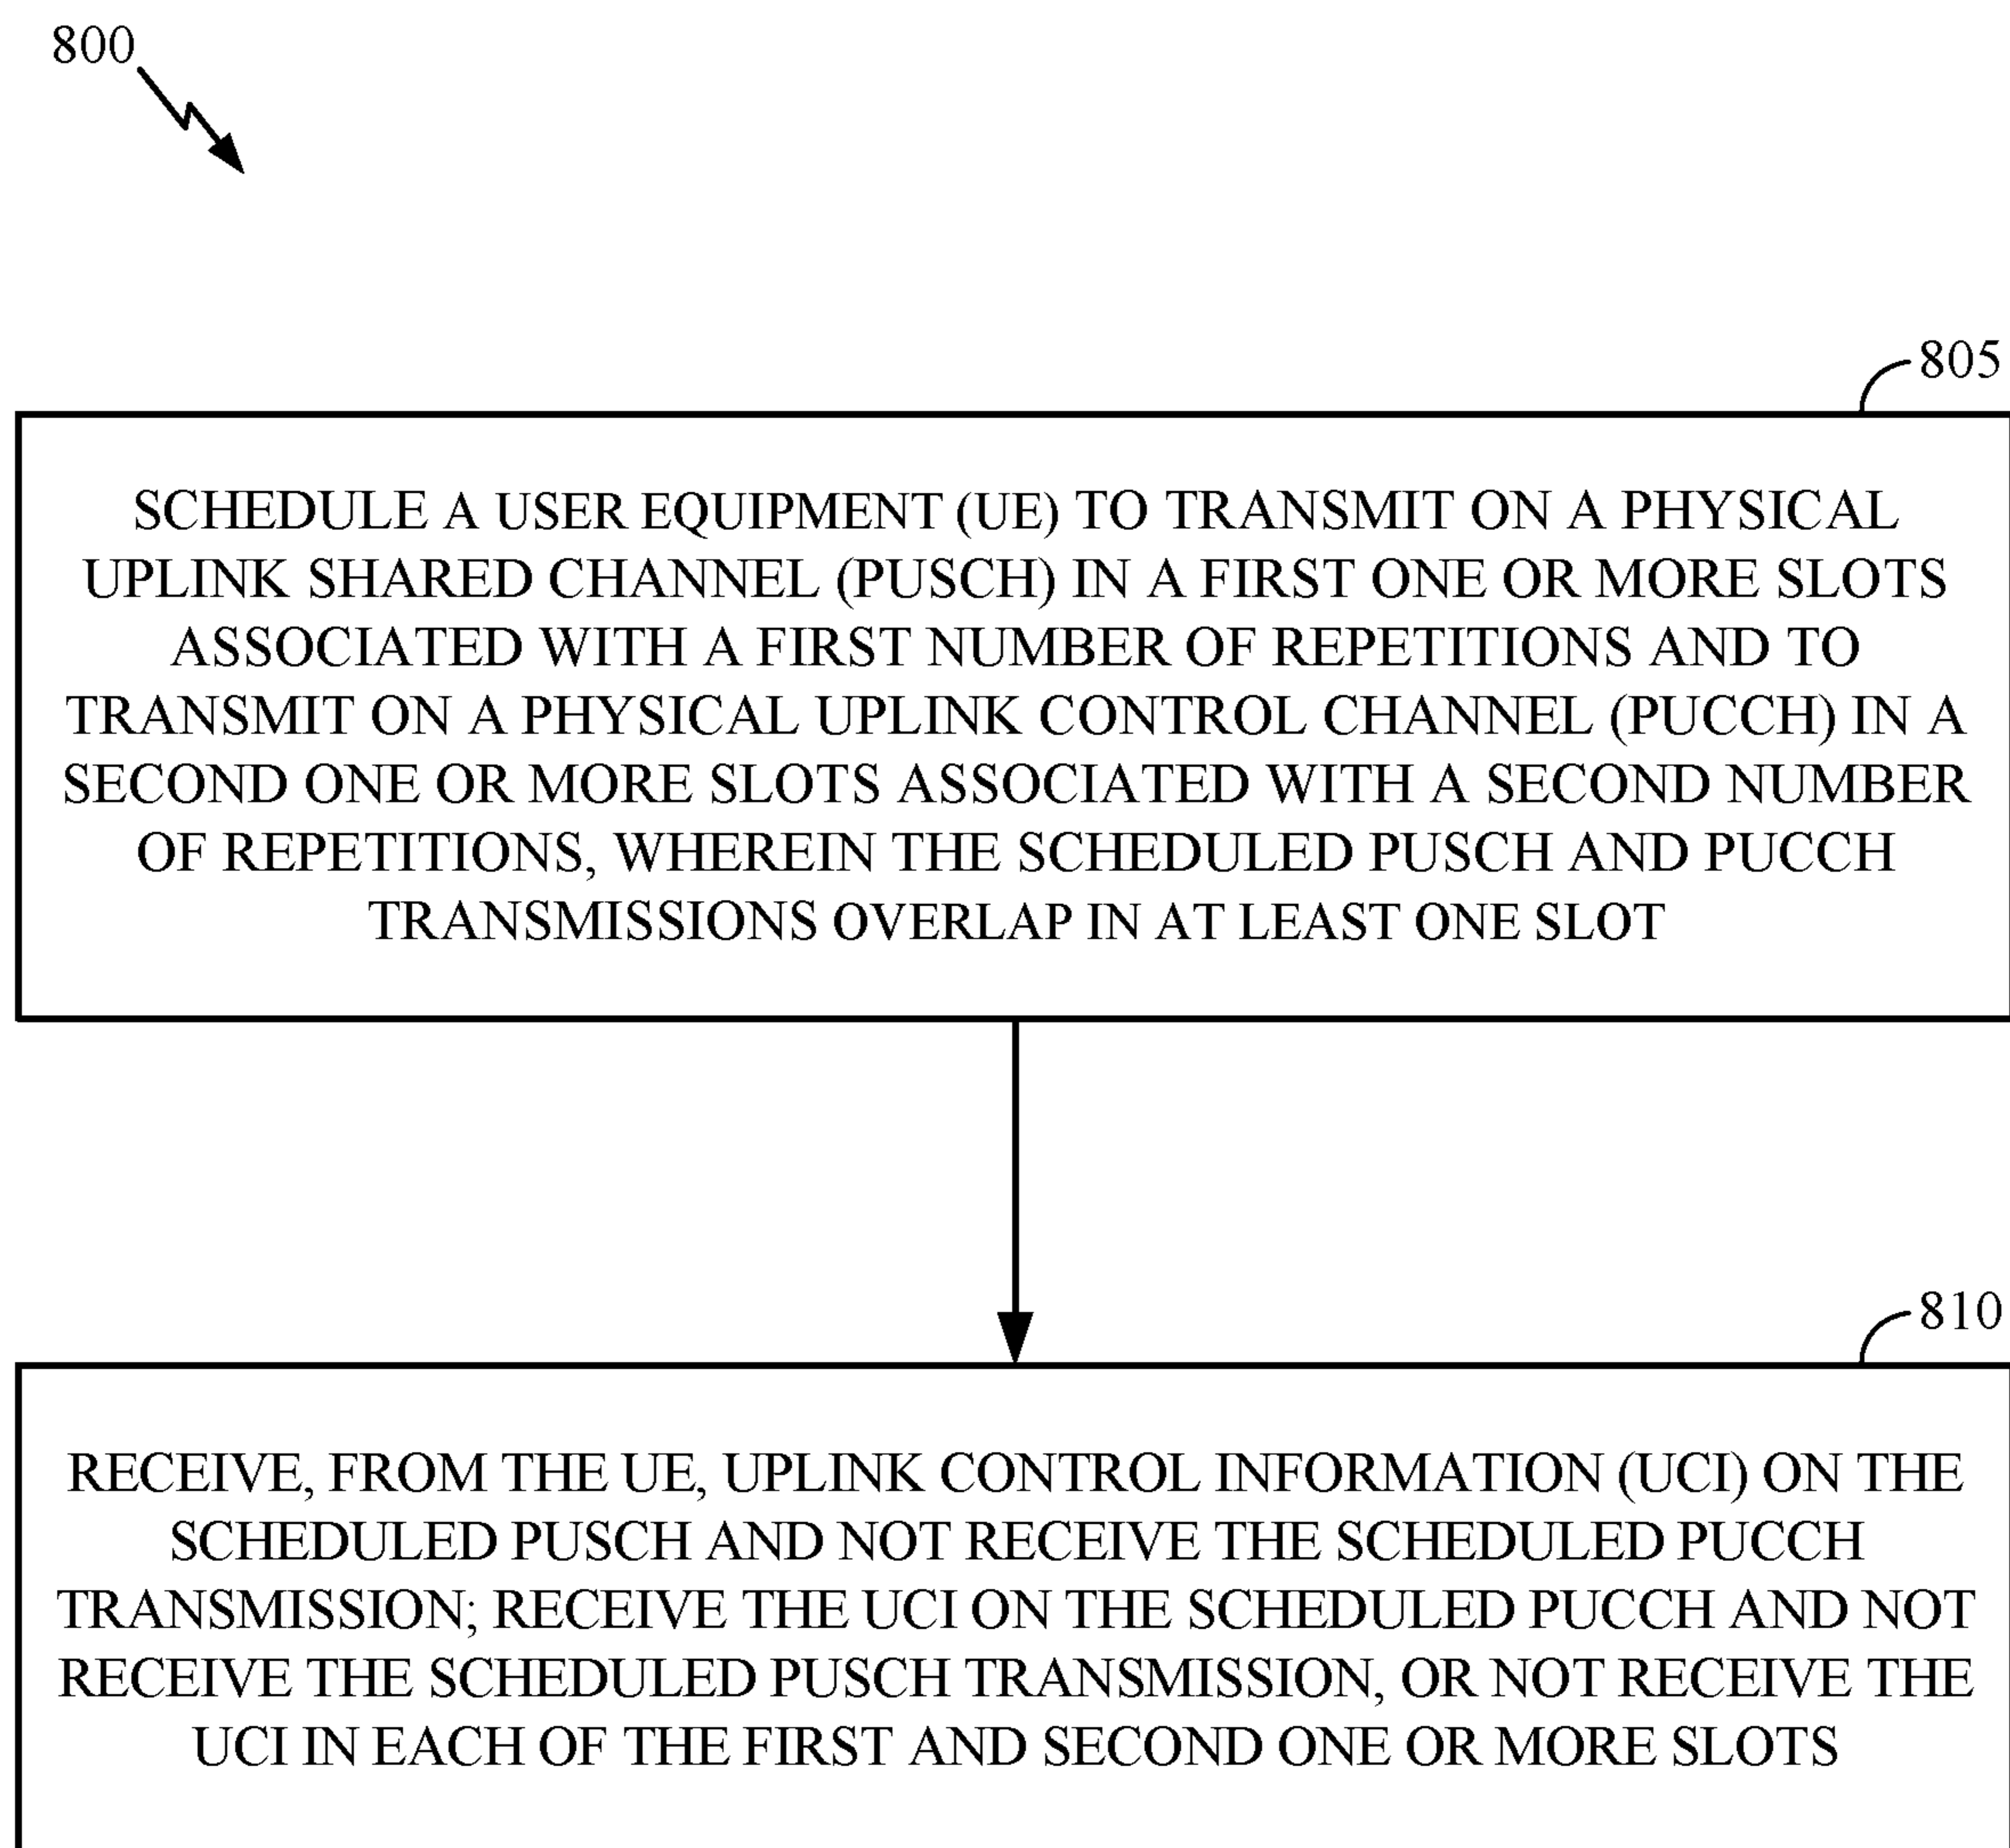 800
805
SCHEDULE A USER EQUIPMENT (UE) TO TRANSMIT ON A PHYSICAL
UPLINK SHARED CHANNEL (PUSCH) IN A FIRST ONE OR MORE SLOTS
ASSOCIATED WITH A FIRST NUMBER OF REPETITIONS AND TO
TRANSMIT ON A PHYSICAL UPLINK CONTROL CHANNEL (PUCCH) IN A
SECOND ONE OR MORE SLOTS ASSOCIATED WITH A SECOND NUMBER
OF REPETITIONS, WHEREIN THE SCHEDULED PUSCH AND PUCCH
TRANSMISSIONS OVERLAP IN AT LEAST ONE SLOT
810
RECEIVE, FROM THE UE, UPLINK CONTROL INFORMATION (UCI) ON THE
SCHEDULED PUSCH AND NOT RECEIVE THE SCHEDULED PUCCH
TRANSMISSION; RECEIVE THE UCI ON THE SCHEDULED PUCCH AND NOT
RECEIVE THE SCHEDULED PUSCH TRANSMISSION, OR NOT RECEIVE THE
UCI IN EACH OF THE FIRST AND SECOND ONE OR MORE SLOTS